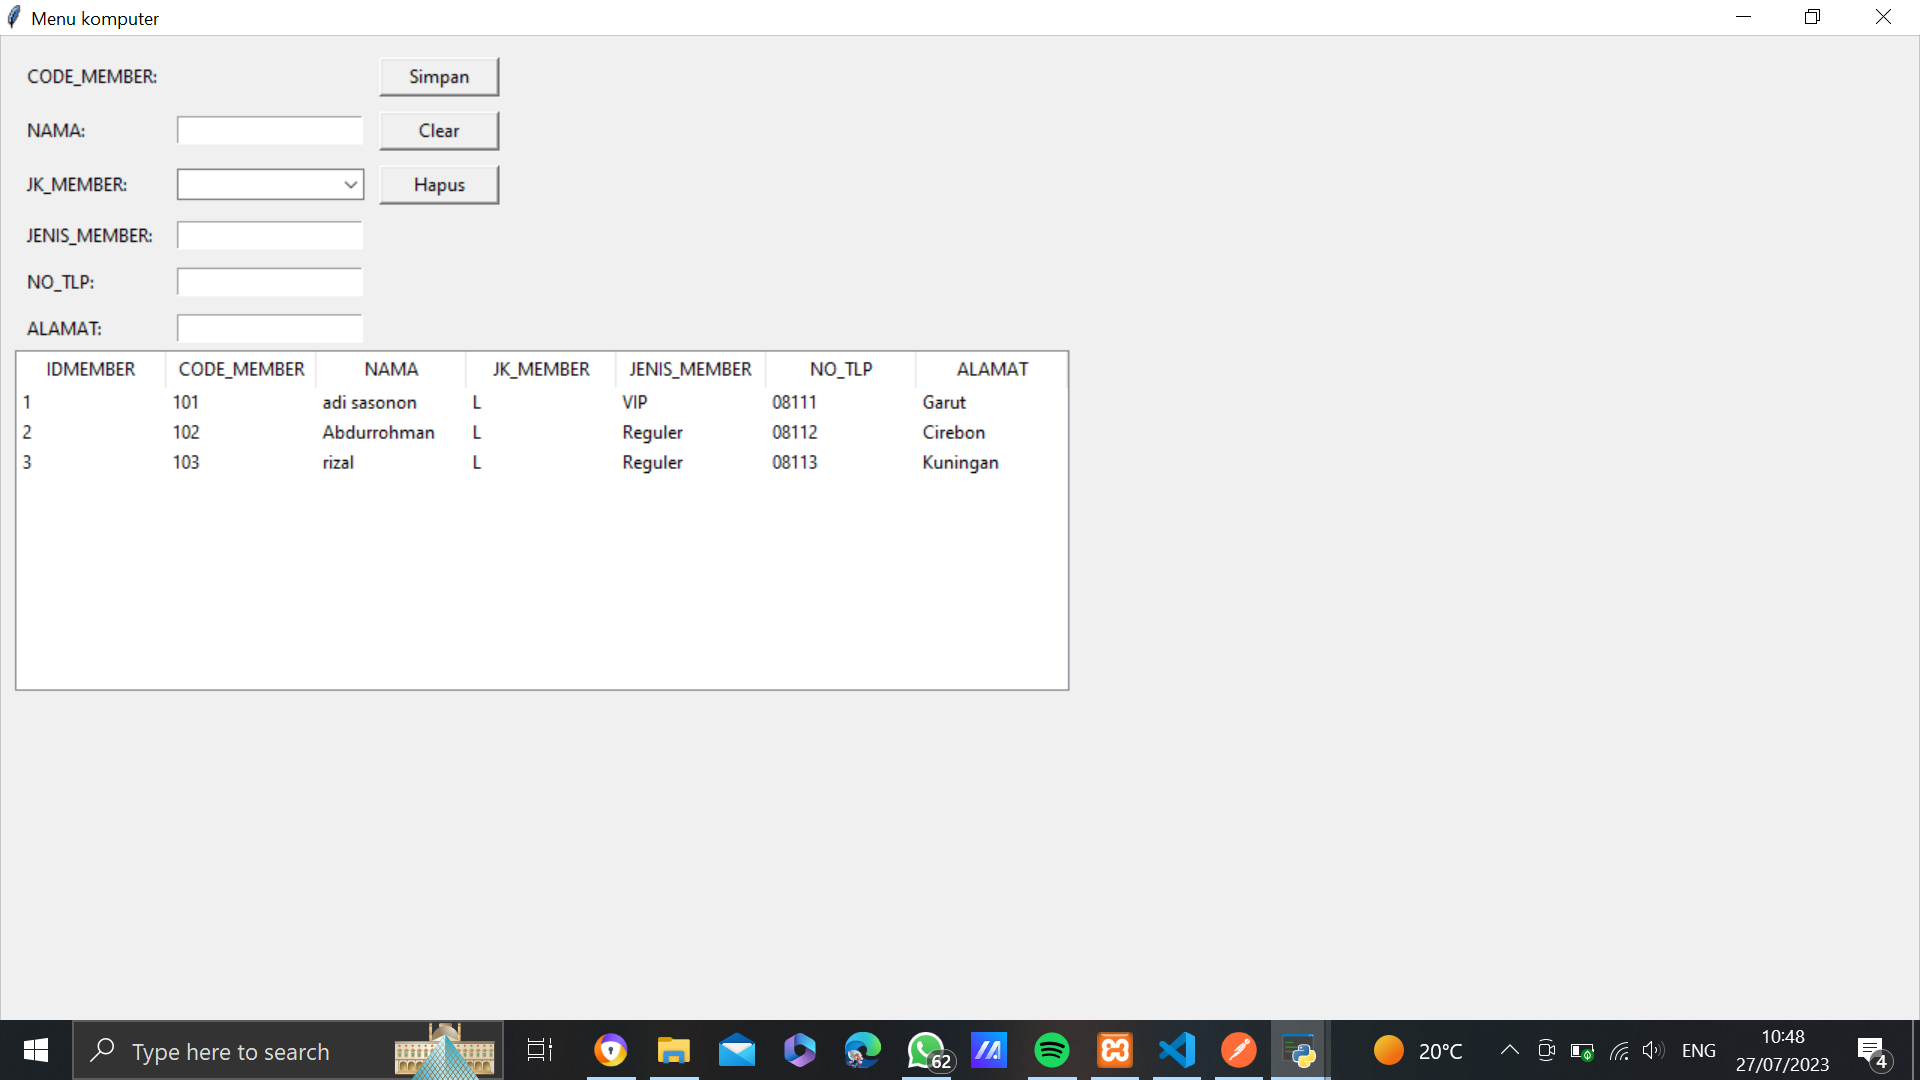 Menu komputer
CODE_MEMBER: Simpan
NAMA: Clear
JK_MEMBER: Hapus
JENIS_MEMBER:
NO_TLP:
ALAMAT:
IDMEMBER CODE_MEMBER NAMA JK_MEMBER JENIS_MEMBER NO_TLP ALAMAT
1 101 adi sasonon L VIP 08111 Garut
2 102 Abdurrohman L Reguler 08112 Cirebon
3 103 rizal L Reguler 08113 Kuningan
Type here to search 62 20°C ENG 10:48
27/07/2023 4